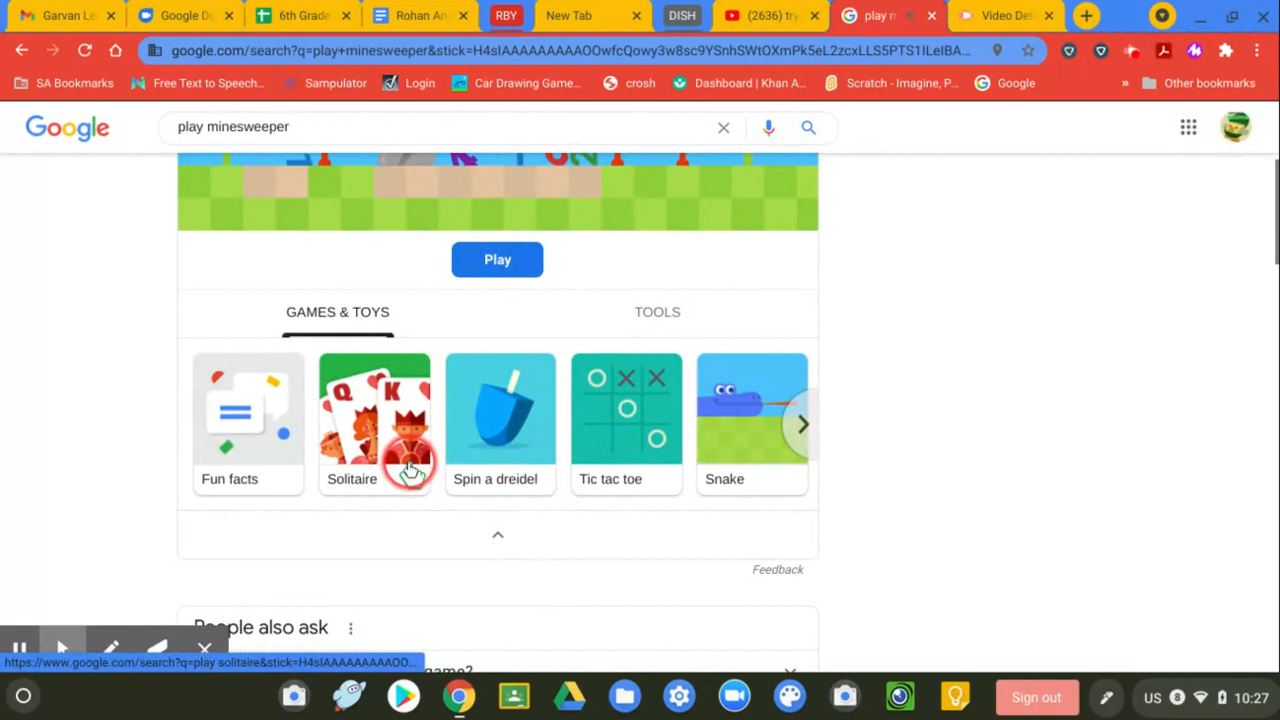 Garvan Le
Google Do
6th Grade
Rohan An
RBY
New Tab
DISH
(2636) try
play m
Video Det
google.com/search?q=play+minesweeper&stick=H4sIAAAAAAAAAOOwfcQowy3w8sc9YSnhSWtOXmPk5eL2zcxLLS5PTS1ILeIBA...
SA Bookmarks
Free Text to Speech...
Sampulator
Login
Car Drawing Game...
crosh
Dashboard | Khan A...
Scratch - Imagine, P...
Google
»
Other bookmarks
Google
play minesweeper
Play
GAMES & TOYS
TOOLS
Q
K
Fun facts
Solitaire
Spin a dreidel
Tic tac toe
Snake
Feedback
People also ask
game?
https://www.google.com/search?q=play solitaire&stick=H4sIAAAAAAAAAOO...
Sign out
US
8
10:27